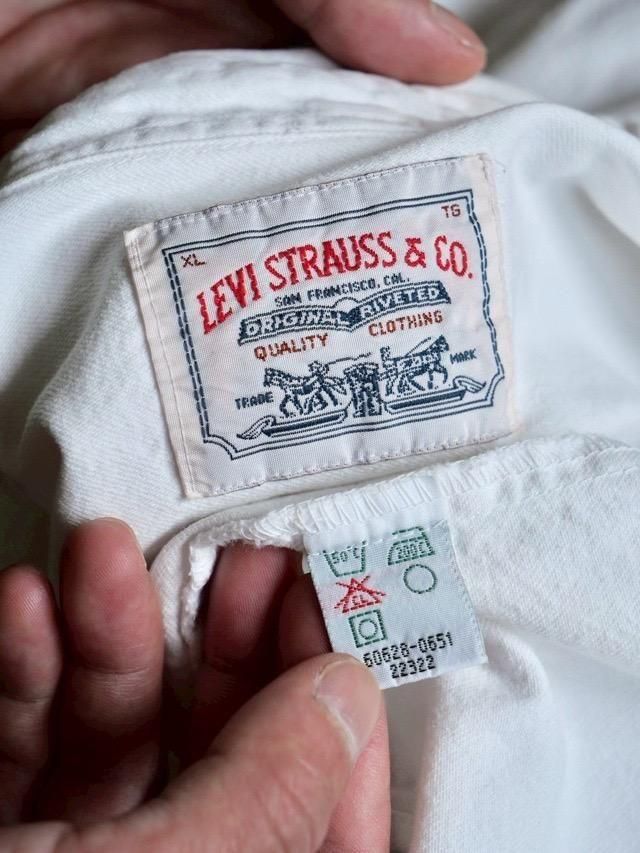 XL
TG
LEVI STRAUSS & CO.
SAN FRANCISCO, CAL.
ORIGINAL RIVETED
QUALITY CLOTHING
TRADE MARK
50°C
200°C
CL
60628-0651
22322